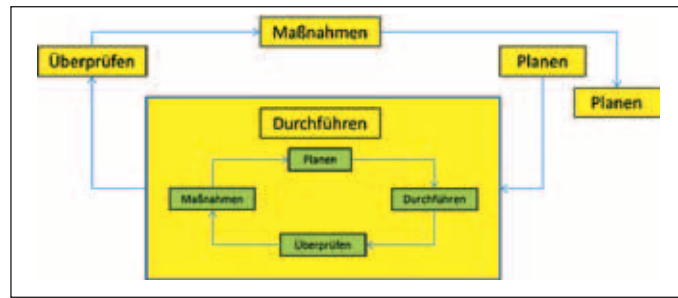 Maßnahmen
Überprüfen
Planen
Planen
Durchführen
Planen
Maßnahmen
Durchführen
Überprüfen